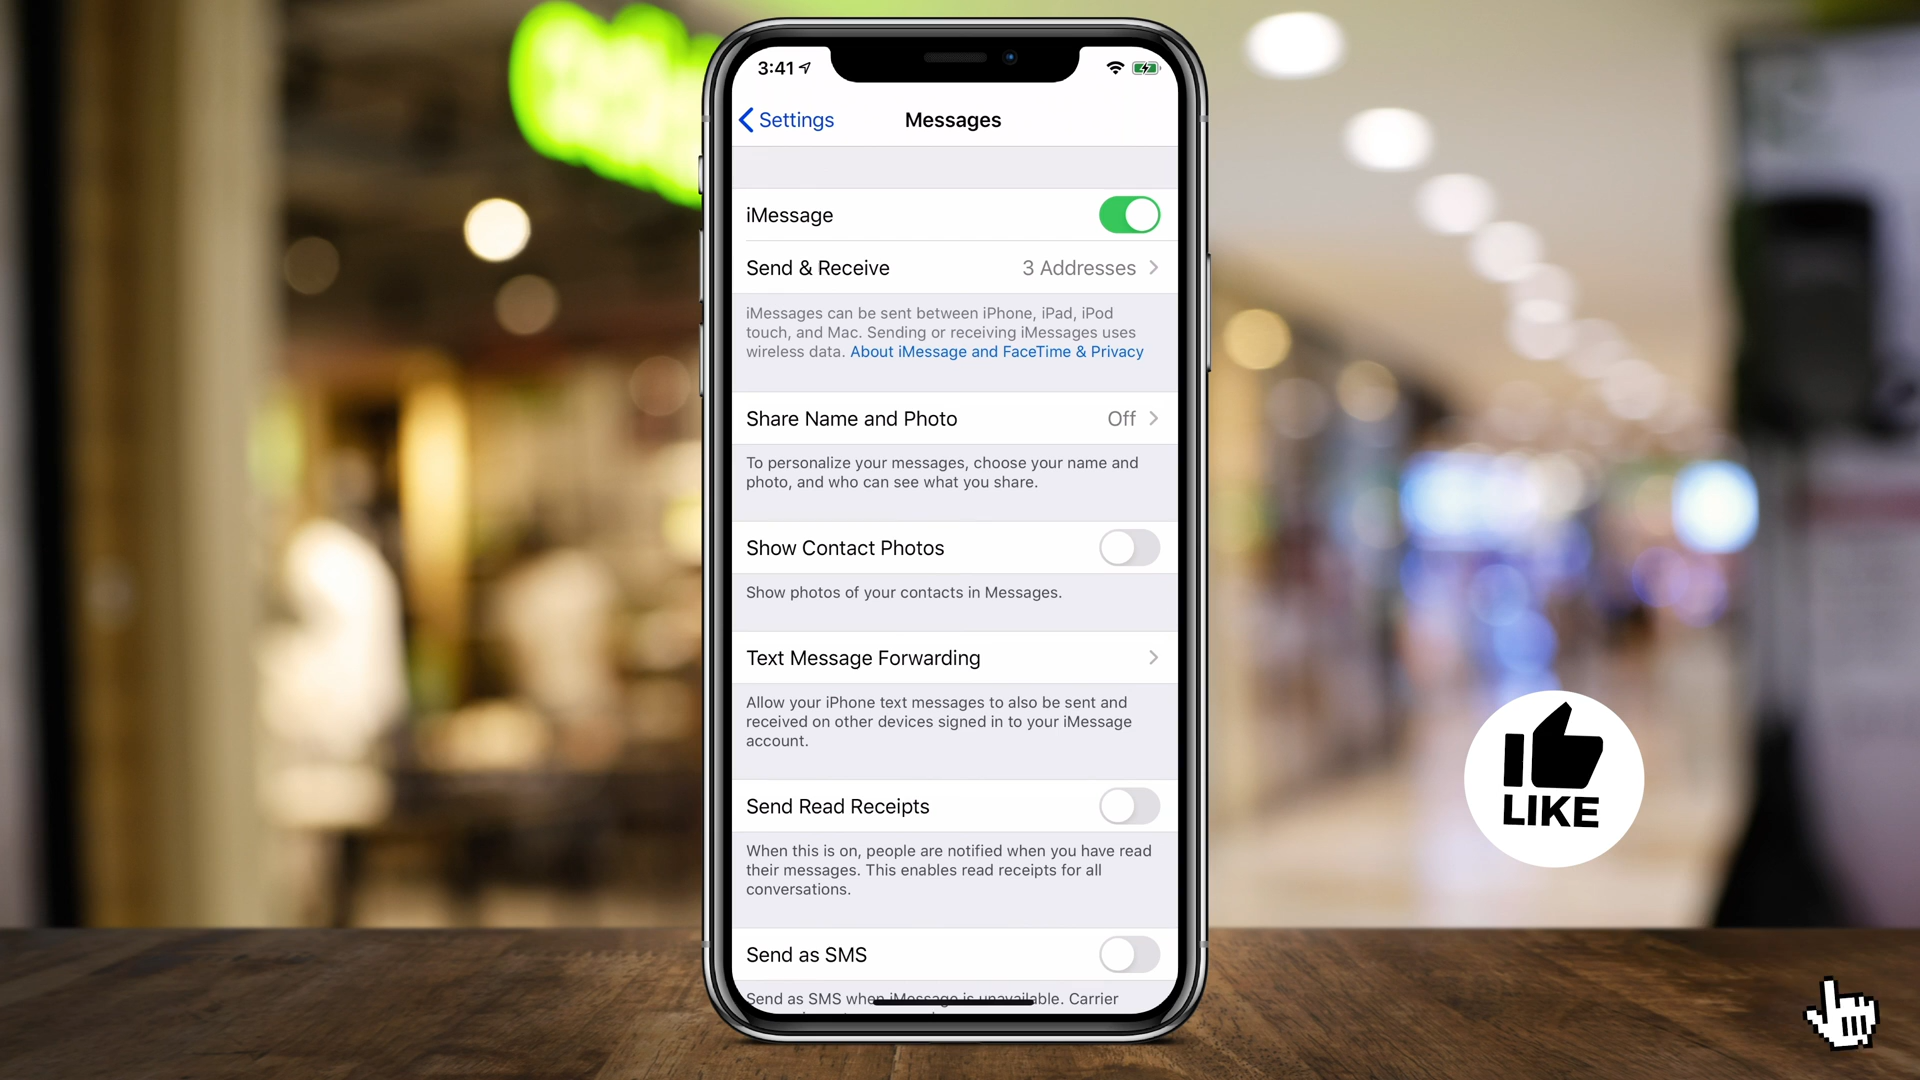 3:41
Settings
Messages
iMessage
Send & Receive
3 Addresses
iMessages can be sent between iPhone, iPad, iPod
touch, and Mac. Sending or receiving iMessages uses
wireless data. About iMessage and FaceTime & Privacy
Share Name and Photo
Off
To personalize your messages, choose your name and
photo, and who can see what you share.
Show Contact Photos
Show photos of your contacts in Messages.
Text Message Forwarding
Allow your iPhone text messages to also be sent and
received on other devices signed in to your iMessage
account.
Send Read Receipts
When this is on, people are notified when you have read
their messages. This enables read receipts for all
conversations.
Send as SMS
Send as SMS when iMessage is unavailable. Carrier
LIKE